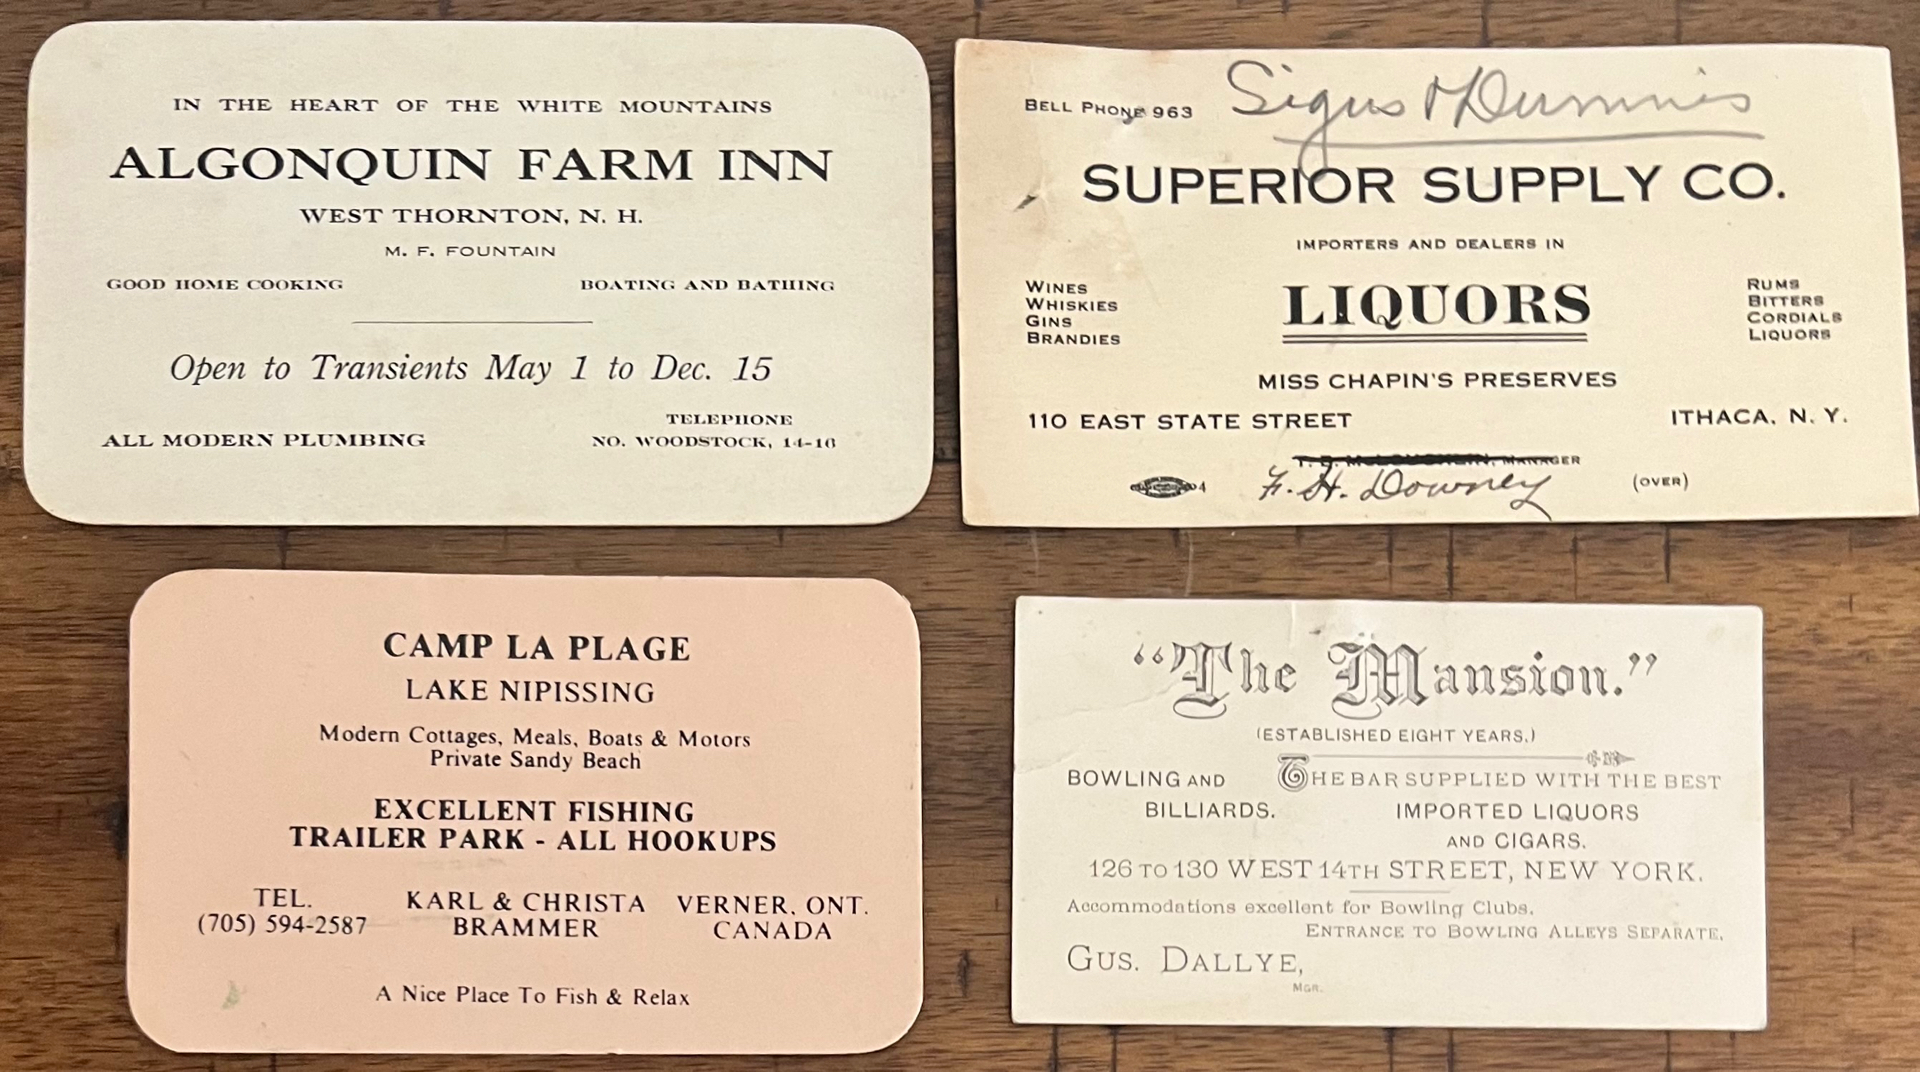 IN THE HEART OF THE WHITE MOUNTAINS
ALGONQUIN FARM INN
WEST THORNTON, N. H.
M. F. FOUNTAIN
GOOD HOME COOKING
BOATING AND BATHING
Open to Transients May 1 to Dec. 15
ALL MODERN PLUMBING
TELEPHONE
NO. WOODSTOCK, 14-16
BELL PHONE 963
SUPERIOR SUPPLY CO.
IMPORTERS AND DEALERS IN
WINES
WHISKIES
GINS
BRANDIES
LIQUORS
RUMS
BITTERS
CORDIALS
LIQUORS
MISS CHAPIN'S PRESERVES
110 EAST STATE STREET
ITHACA, N. Y.
MANAGER
F. H. Downey
(OVER)
CAMP LA PLAGE
LAKE NIPISSING
Modern Cottages, Meals, Boats & Motors
Private Sandy Beach
EXCELLENT FISHING
TRAILER PARK - ALL HOOKUPS
TEL.
(705) 594-2587
KARL & CHRISTA
BRAMMER
VERNER, ONT.
CANADA
A Nice Place To Fish & Relax
“The Mansion.”
(ESTABLISHED EIGHT YEARS.)
BOWLING AND
BILLIARDS.
THE BAR SUPPLIED WITH THE BEST
IMPORTED LIQUORS
AND CIGARS.
126 TO 130 WEST 14TH STREET, NEW YORK.
Accommodations excellent for Bowling Clubs.
ENTRANCE TO BOWLING ALLEYS SEPARATE.
GUS. DALLYE,
MGR.